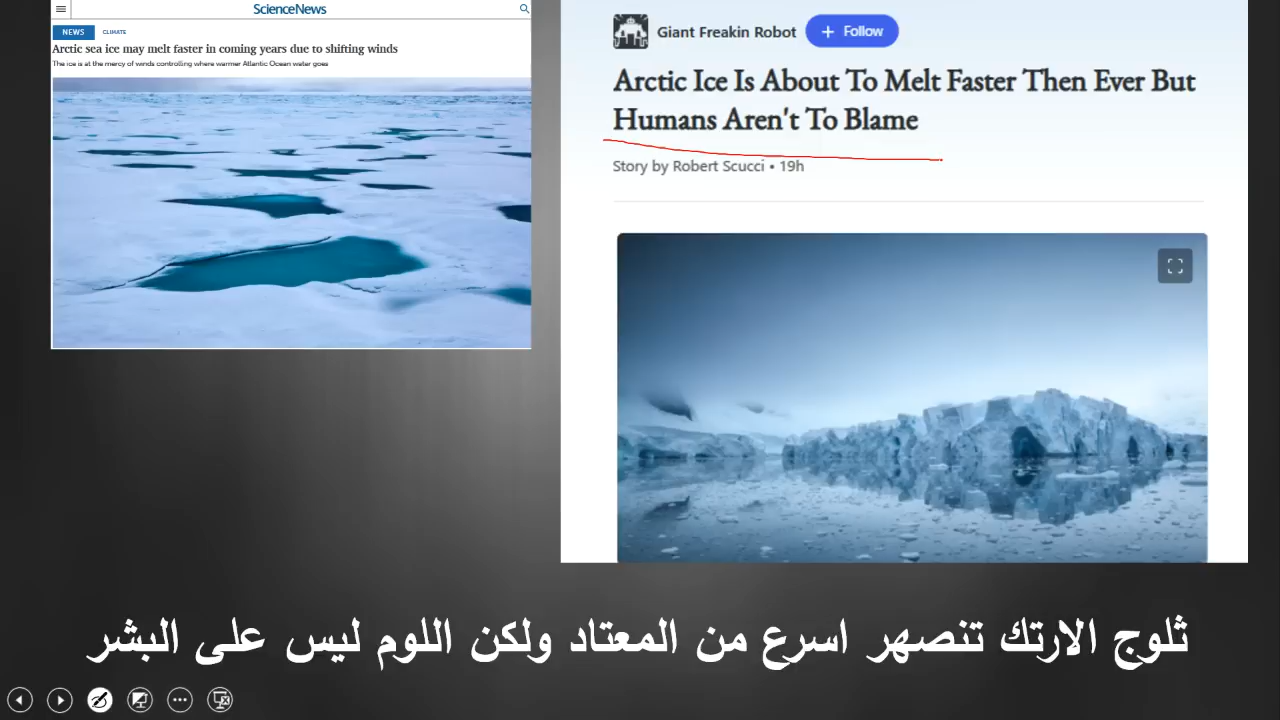 ScienceNews
NEWS CLIMATE
Arctic sea ice may melt faster in coming years due to shifting winds
The ice is at the mercy of winds controlling where warmer Atlantic Ocean water goes
Giant Freakin Robot + Follow
Arctic Ice Is About To Melt Faster Then Ever But
Humans Aren't To Blame
Story by Robert Scucci • 19h
ثلوج الارتك تنصهر اسرع من المعتاد ولكن اللوم ليس على البشر